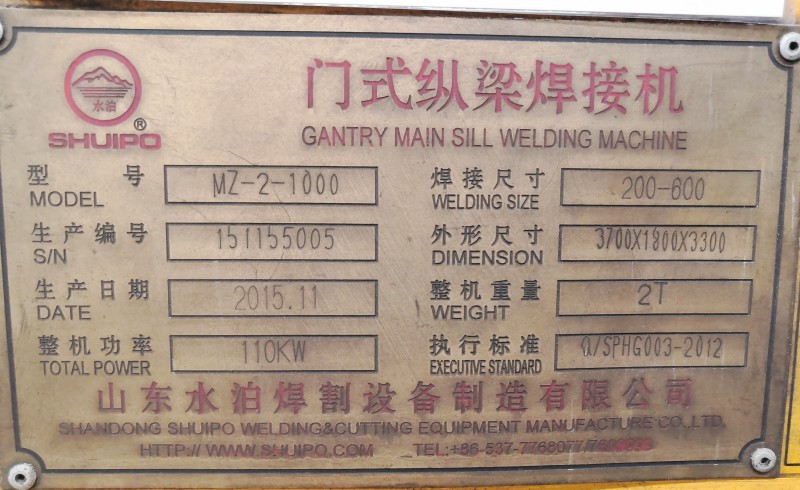 水泊
SHUIPO®
门式纵梁焊接机
GANTRY MAIN SILL WELDING MACHINE
型 号 MZ-2-1000 焊接尺寸 200-600
MODEL WELDING SIZE
生产编号 151155005 外形尺寸 3700X1800X3300
S/N DIMENSION
生产日期 2015.11 整机重量 2T
DATE WEIGHT
整机功率 110KW 执行标准 Q/SPHG003-2012
TOTAL POWER EXECUTIVE STANDARD
山东水泊焊割设备制造有限公司
SHANDONG SHUIPO WELDING&CUTTING EQUIPMENT MANUFACTURE CO.,LTD.
HTTP://WWW.SHUIPO.COM TEL:+86-537-7768077